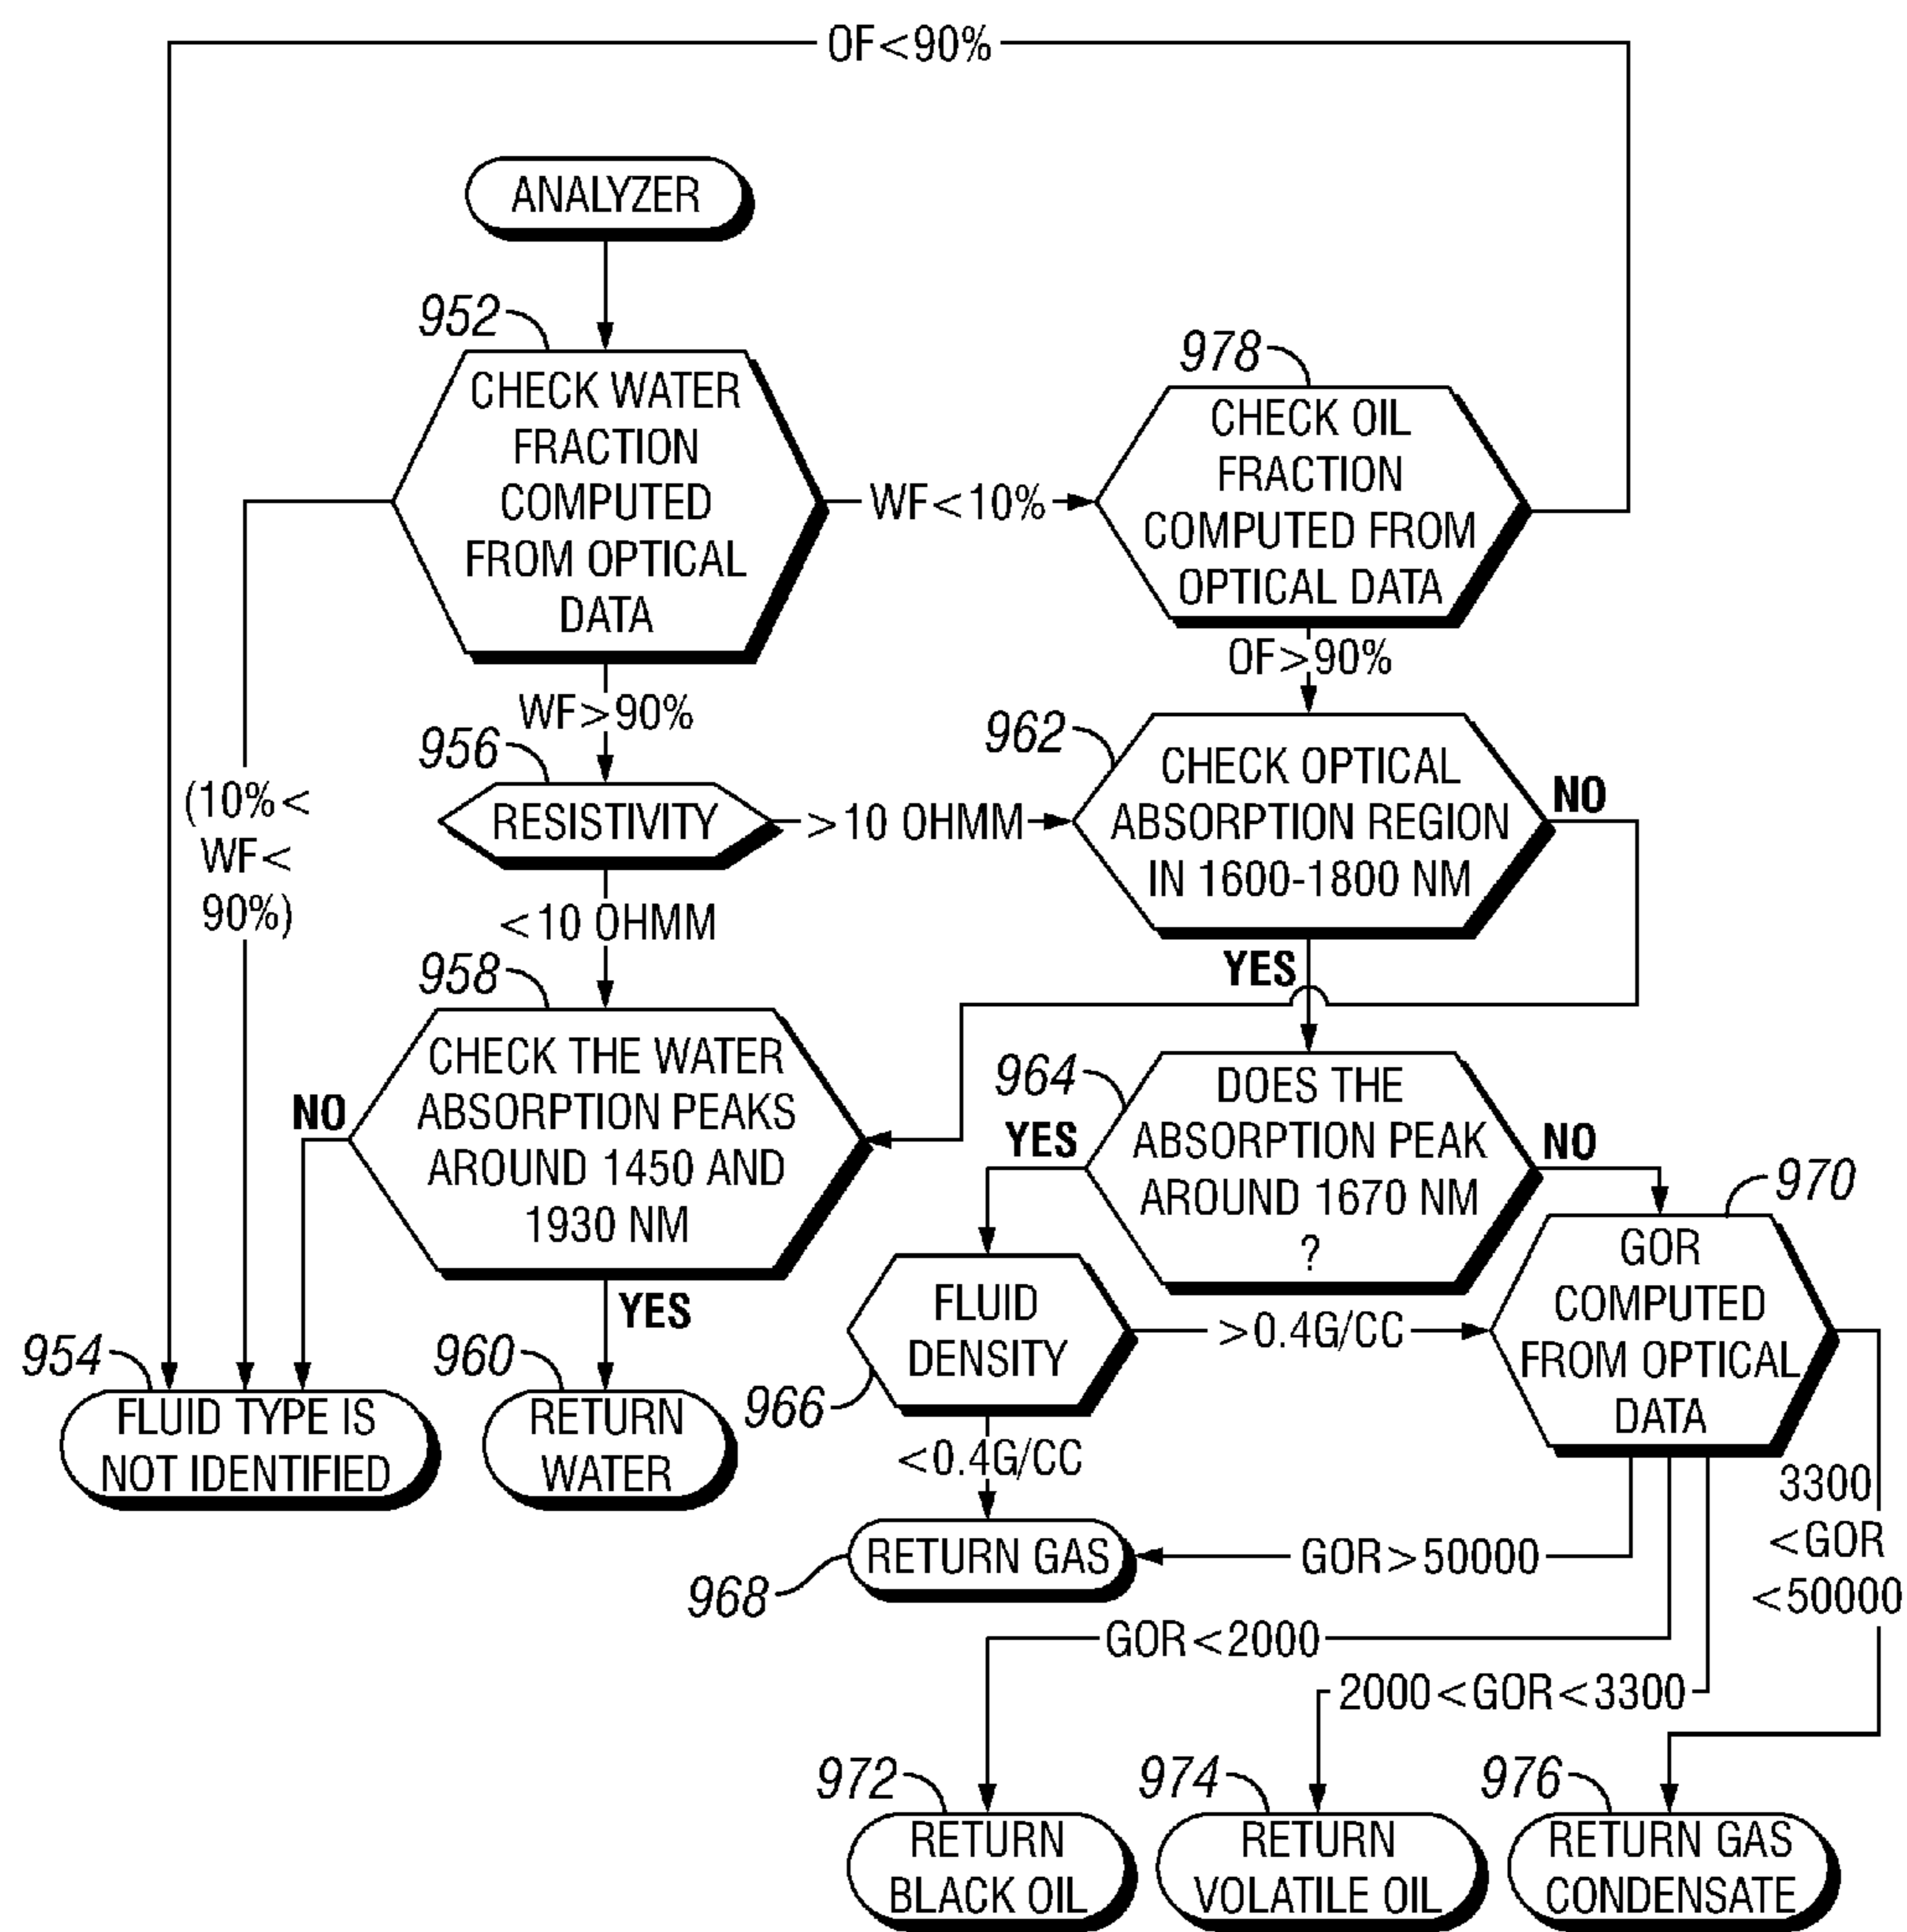 OF<90%
ANALYZER
952
CHECK WATER
FRACTION
COMPUTED
FROM OPTICAL
DATA
WF<10%
978
CHECK OIL
FRACTION
COMPUTED FROM
OPTICAL DATA
WF>90%
OF>90%
(10%<
WF<
90%)
956
RESISTIVITY
>10 OHMM
<10 OHMM
962
CHECK OPTICAL
ABSORPTION REGION
IN 1600-1800 NM
NO
YES
958
CHECK THE WATER
ABSORPTION PEAKS
AROUND 1450 AND
1930 NM
NO
YES
964
DOES THE
ABSORPTION PEAK
AROUND 1670 NM
?
YES
NO
970
GOR
COMPUTED
FROM OPTICAL
DATA
966
FLUID
DENSITY
>0.4G/CC
<0.4G/CC
954
FLUID TYPE IS
NOT IDENTIFIED
960
RETURN
WATER
968
RETURN GAS
GOR>50000
3300
<GOR
<50000
GOR<2000
2000<GOR<3300
972
RETURN
BLACK OIL
974
RETURN
VOLATILE OIL
976
RETURN GAS
CONDENSATE